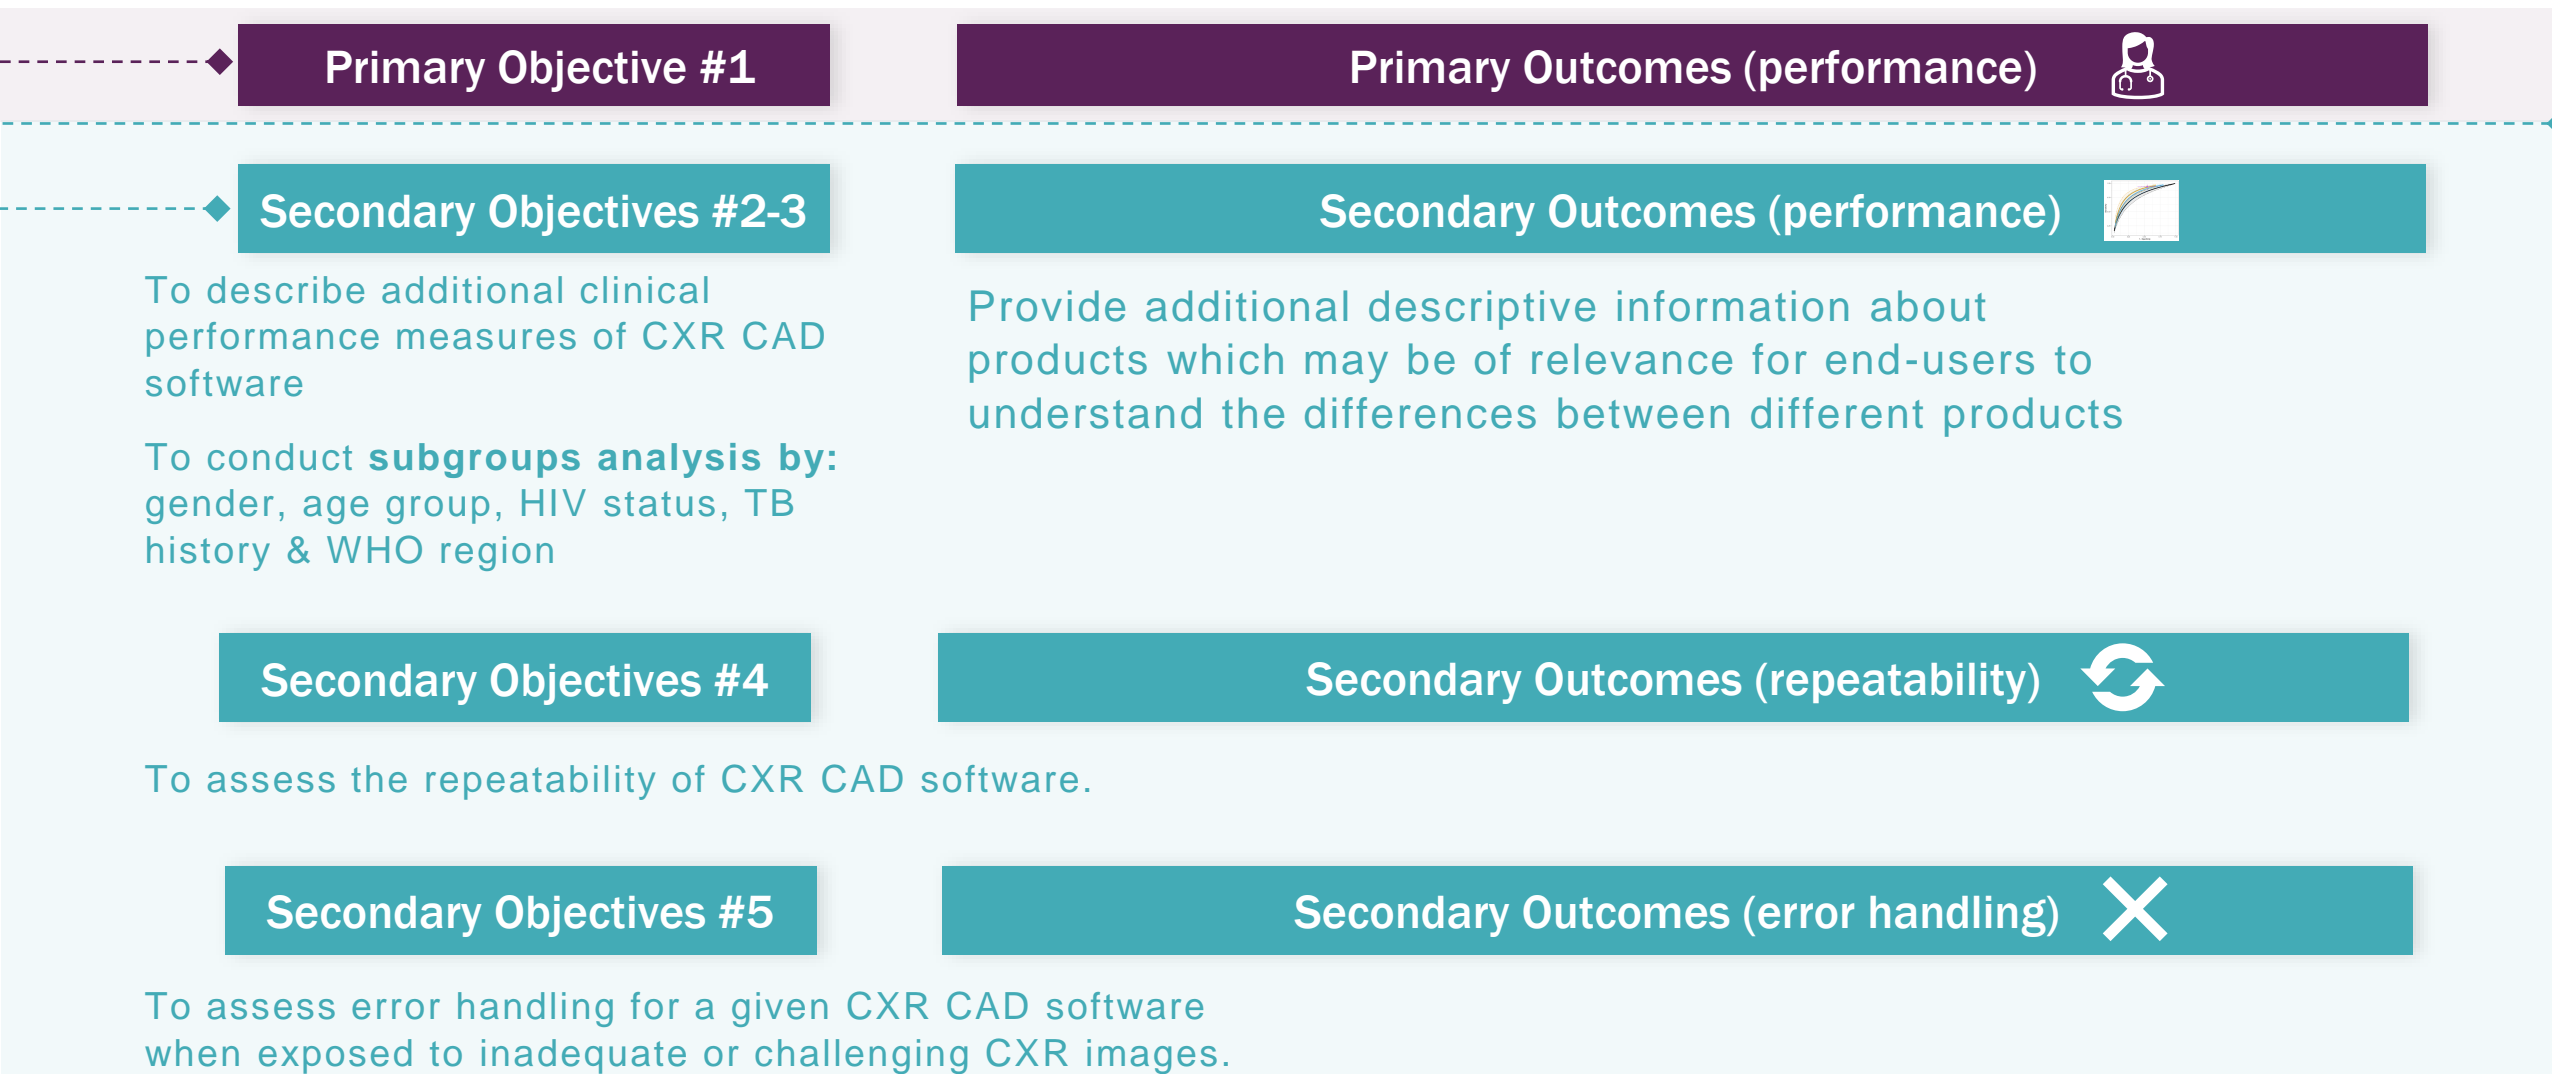 Primary Objective #1
Primary Outcomes (performance)
Secondary Objectives #2-3
Secondary Outcomes (performance)
To describe additional clinical
performance measures of CXR CAD
software
To conduct subgroups analysis by:
gender, age group, HIV status, TB
history & WHO region
Provide additional descriptive information about
products which may be of relevance for end-users to
understand the differences between different products
Secondary Objectives #4
Secondary Outcomes (repeatability)
To assess the repeatability of CXR CAD software.
Secondary Objectives #5
Secondary Outcomes (error handling)
To assess error handling for a given CXR CAD software
when exposed to inadequate or challenging CXR images.